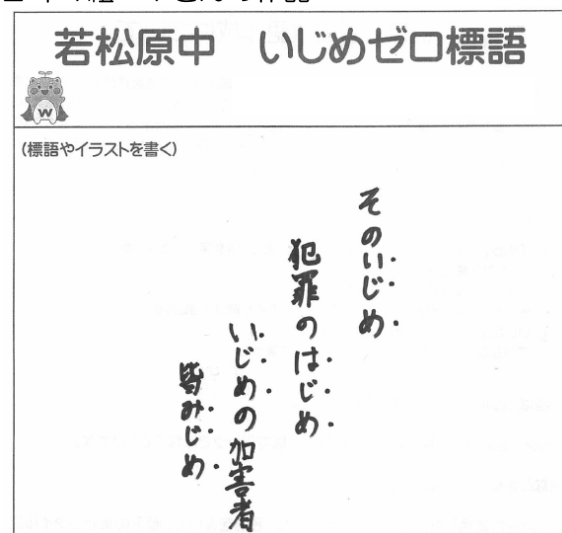 若松原中 いじめゼロ標語
W
(標語やイラストを書く)
そのいじめ
犯罪のはじめ
いじめの加害者
皆みじめ